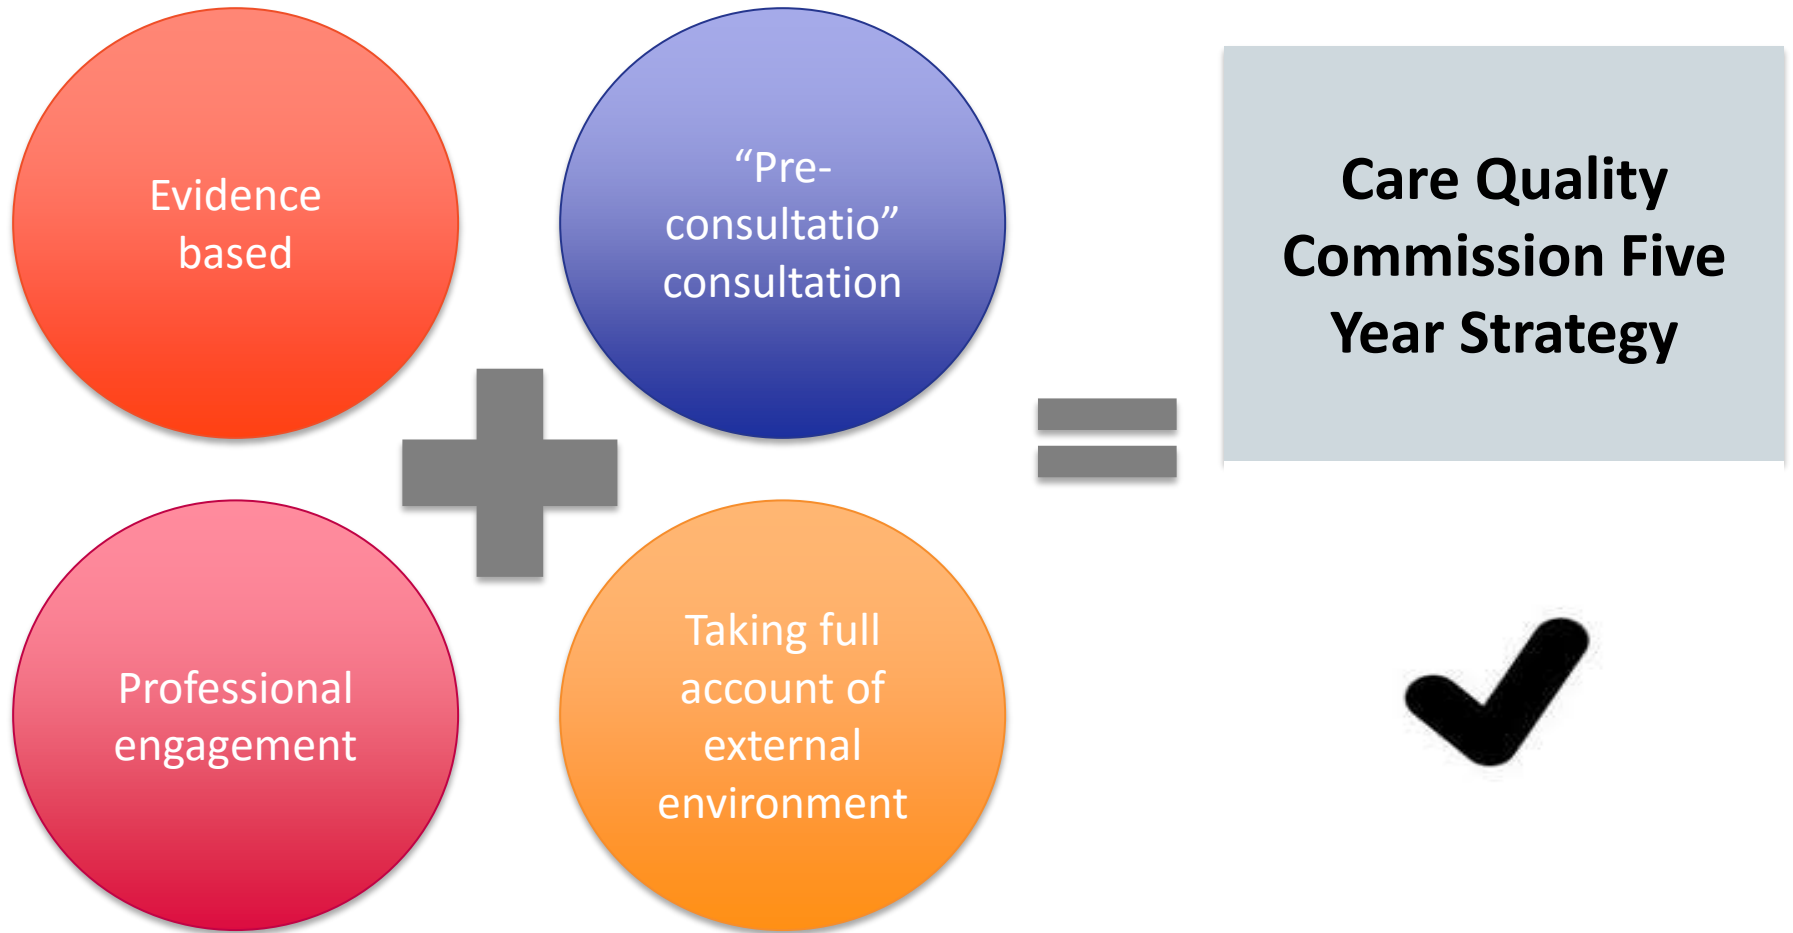 Evidence
based
“Pre-
consultatio”
consultation
Care Quality
Commission Five
Year Strategy
Professional
engagement
Taking full
account of
external
environment